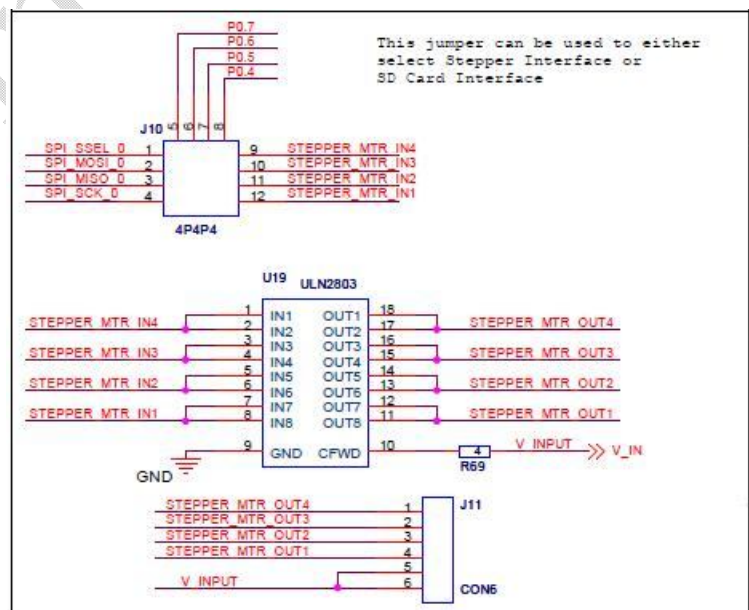 P0.7
P0.6
P0.5
P0.4
This jumper can be used to either
select Stepper Interface or
SD Card Interface
J10
5 6 7 8
SPI_SSEL_0 1 9 STEPPER_MTR_IN4
SPI_MOSI_0 2 10 STEPPER_MTR_IN3
SPI_MISO_0 3 11 STEPPER_MTR_IN2
SPI_SCK_0 4 12 STEPPER_MTR_IN1
4P4P4
U19 ULN2803
1 IN1 OUT1 18
STEPPER_MTR_IN4 2 IN2 OUT2 17 STEPPER_MTR_OUT4
3 IN3 OUT3 16
STEPPER_MTR_IN3 4 IN4 OUT4 15 STEPPER_MTR_OUT3
5 IN5 OUT5 14
STEPPER_MTR_IN2 6 IN6 OUT6 13 STEPPER_MTR_OUT2
7 IN7 OUT7 12
STEPPER_MTR_IN1 8 IN8 OUT8 11 STEPPER_MTR_OUT1
9 GND CFWD 10 4 V_INPUT V_IN
R69
GND
STEPPER_MTR_OUT4 1 J11
STEPPER_MTR_OUT3 2
STEPPER_MTR_OUT2 3
STEPPER_MTR_OUT1 4
5
V_INPUT 6 CON6